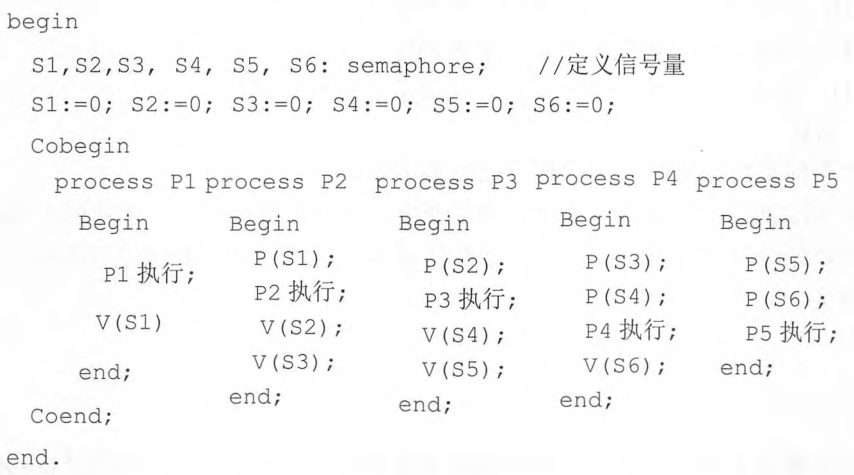 begin
S1,S2,S3, S4, S5, S6: semaphore; //定义信号量
S1:=0; S2:=0; S3:=0; S4:=0; S5:=0; S6:=0;
Cobegin
process P1 process P2 process P3 process P4 process P5
Begin Begin Begin Begin Begin
P1 执行; P(S1); P(S2); P(S3); P(S5);
P2 执行; P3 执行; P(S4); P(S6);
V(S1) V(S2); V(S4); P4 执行; P5 执行;
end; V(S3); V(S5); V(S6); end;
end; end; end;
Coend;
end.